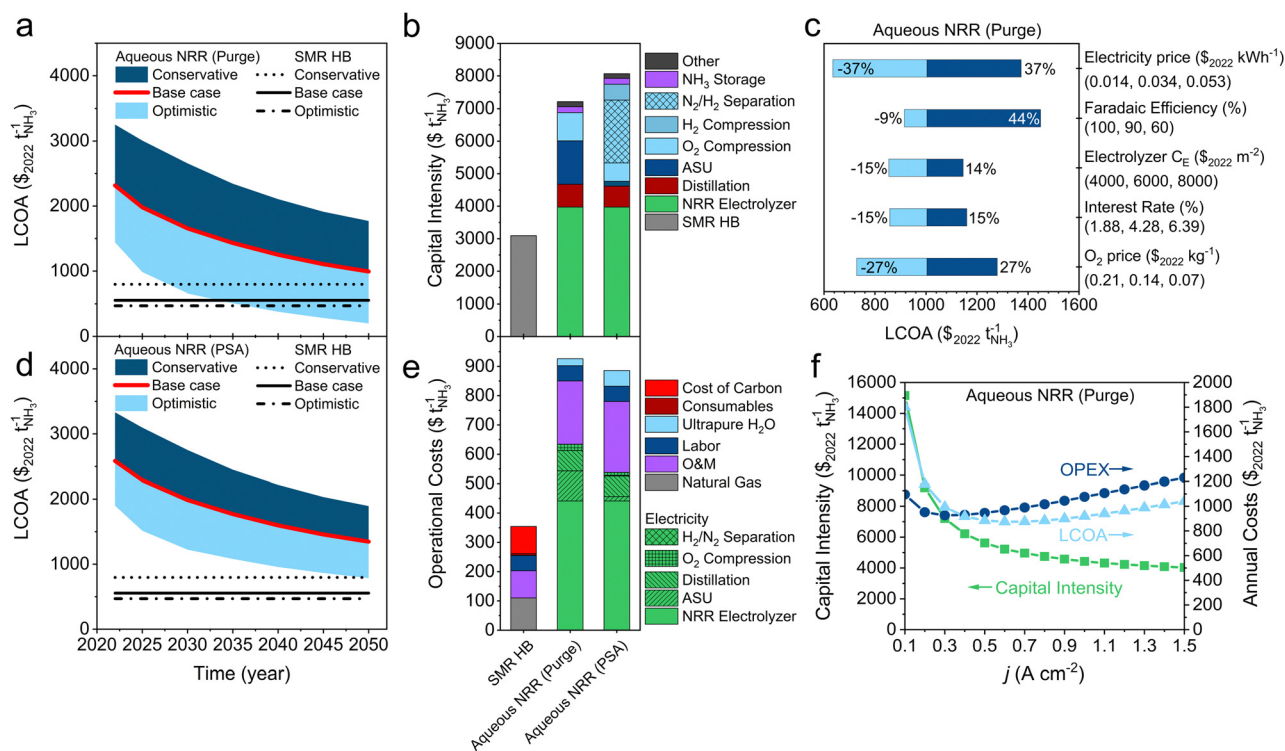 a
Aqueous NRR (Purge) SMR HB
Conservative Conservative
Base case Base case
Optimistic Optimistic
4000
3000
2000
1000
0
LCOA ($2022 t-1NH3)
b
9000
8000
7000
6000
5000
4000
3000
2000
1000
0
Capital Intensity ($ t-1NH3)
Other
NH3 Storage
N2/H2 Separation
H2 Compression
O2 Compression
ASU
Distillation
NRR Electrolyzer
SMR HB
c
Aqueous NRR (Purge)
-37% 37%
Electricity price ($2022 kWh-1)
(0.014, 0.034, 0.053)
-9% 44%
Faradaic Efficiency (%)
(100, 90, 60)
-15% 14%
Electrolyzer CE ($2022 m-2)
(4000, 6000, 8000)
-15% 15%
Interest Rate (%)
(1.88, 4.28, 6.39)
-27% 27%
O2 price ($2022 kg-1)
(0.21, 0.14, 0.07)
600 800 1000 1200 1400 1600
LCOA ($2022 t-1NH3)
d
Aqueous NRR (PSA) SMR HB
Conservative Conservative
Base case Base case
Optimistic Optimistic
4000
3000
2000
1000
0
LCOA ($2022 t-1NH3)
2020 2025 2030 2035 2040 2045 2050
Time (year)
e
900
800
700
600
500
400
300
200
100
0
Operational Costs ($ t-1NH3)
SMR HB
Aqueous NRR (Purge)
Aqueous NRR (PSA)
Cost of Carbon
Consumables
Ultrapure H2O
Labor
O&M
Natural Gas
Electricity
H2/N2 Separation
O2 Compression
Distillation
ASU
NRR Electrolyzer
f
Aqueous NRR (Purge)
16000
14000
12000
10000
8000
6000
4000
2000
0
Capital Intensity ($2022 t-1NH3)
OPEX
LCOA
Capital Intensity
2000
1800
1600
1400
1200
1000
800
600
400
200
0
Annual Costs ($2022 t-1NH3)
0.1 0.3 0.5 0.7 0.9 1.1 1.3 1.5
j (A cm-2)